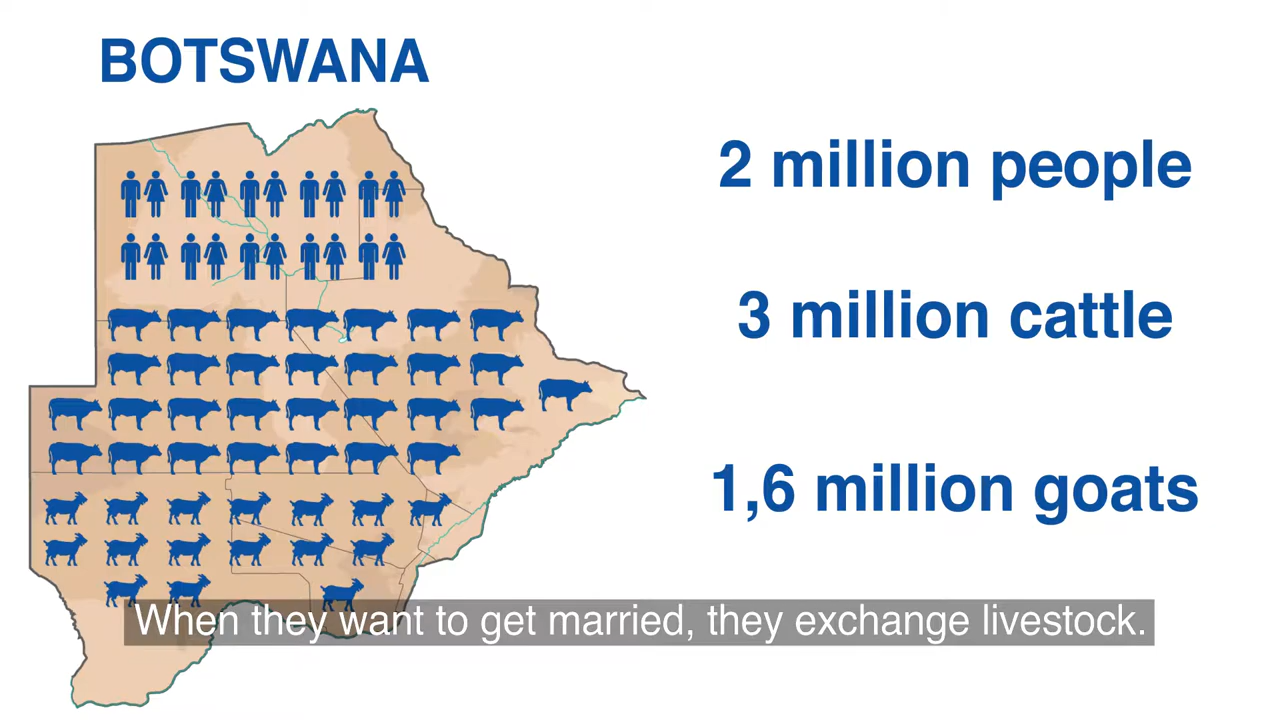 BOTSWANA
2 million people
3 million cattle
1,6 million goats
When they want to get married, they exchange livestock.